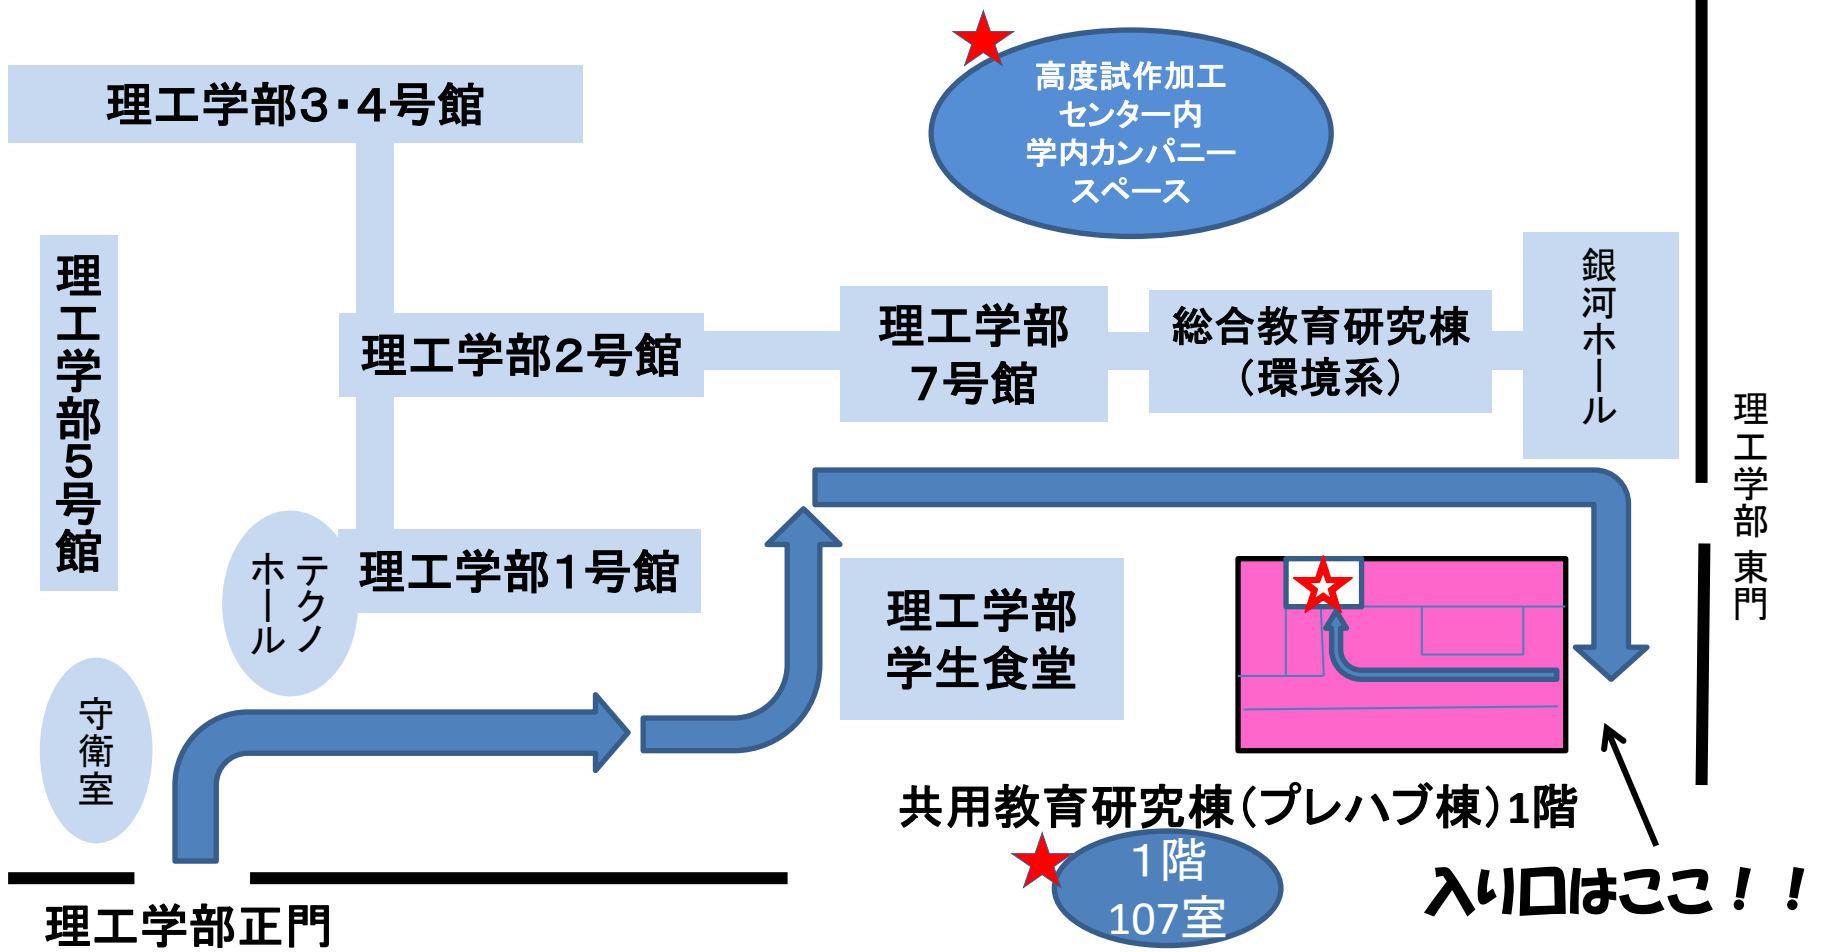 高度試作加工
センター内
学内カンパニー
スペース
理工学部3・4号館
理工学部5号館
理工学部2号館
理工学部
7号館
総合教育研究棟
（環境系）
銀河ホール
理工学部東門
テクノ
ホール
理工学部1号館
理工学部
学生食堂
守衛室
共用教育研究棟（プレハブ棟）1階
1階
107室
入り口はここ！！
理工学部正門